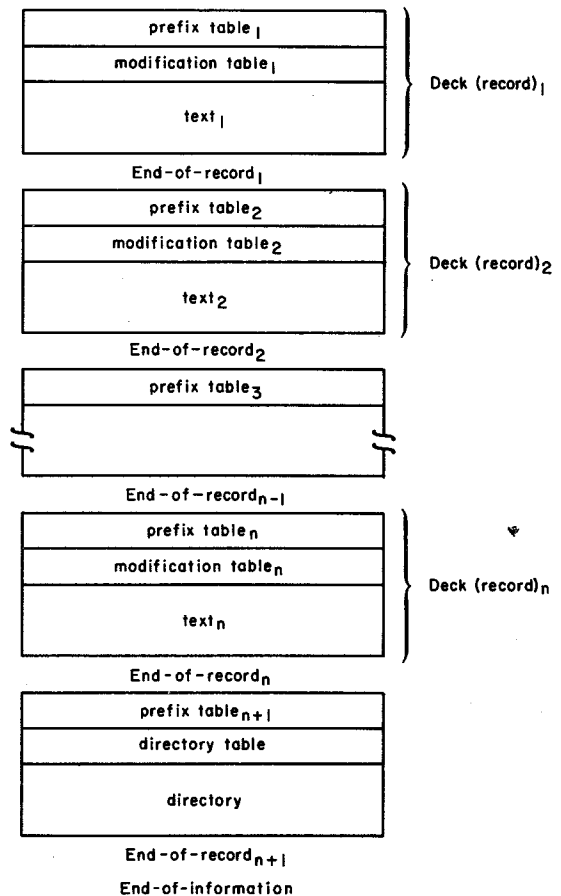 prefix table₁
modification table₁
text₁
Deck (record)₁
End-of-record₁
prefix table₂
modification table₂
text₂
Deck (record)₂
End-of-record₂
prefix table₃
End-of-recordₙ₋₁
prefix tableₙ
modification tableₙ
textₙ
Deck (record)ₙ
End-of-recordₙ
prefix tableₙ₊₁
directory table
directory
End-of-recordₙ₊₁
End-of-information